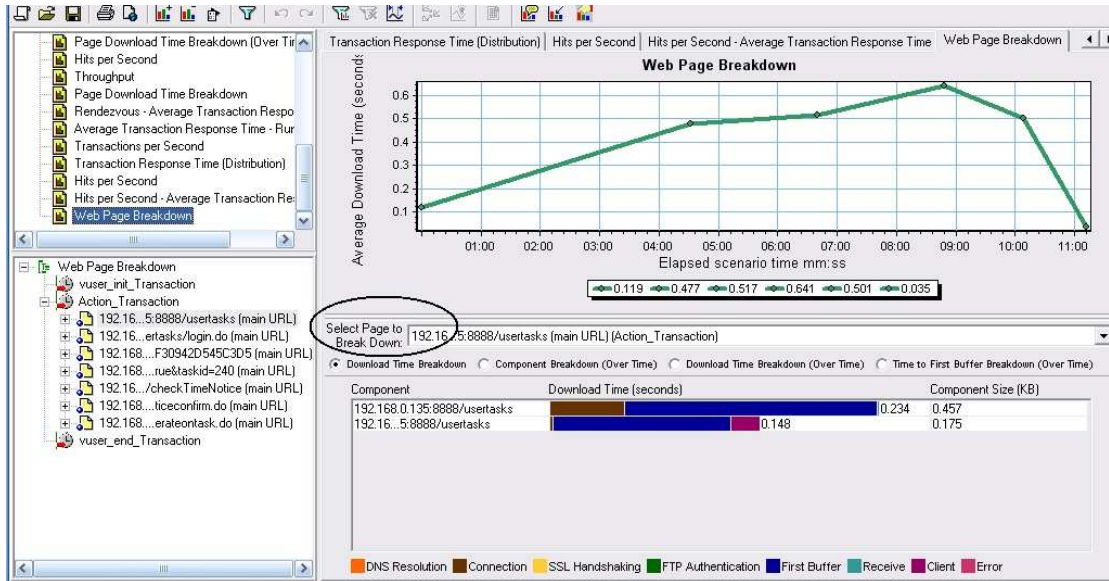 Page Download Time Breakdown (Over Tir
Hits per Second
Throughput
Page Download Time Breakdown
Rendezvous - Average Transaction Respo
Average Transaction Response Time - Rur
Transactions per Second
Transaction Response Time (Distribution)
Hits per Second
Hits per Second - Average Transaction Re:
Web Page Breakdown
Web Page Breakdown
vuser_init_Transaction
Action_Transaction
192.16...5:8888/usertasks (main URL)
192.16...ertasks/login.do (main URL)
192.168....F30942D545C3D5 (main URL)
192.168....rue&taskid=240 (main URL)
192.16.../checkTimeNotice (main URL)
192.168....ticeconfirm.do (main URL)
192.168....erateontask.do (main URL)
vuser_end_Transaction
Transaction Response Time (Distribution) Hits per Second Hits per Second - Average Transaction Response Time Web Page Breakdown
Web Page Breakdown
Average Download Time (seconds
0.6
0.5
0.4
0.3
0.2
0.1
01:00 02:00 03:00 04:00 05:00 06:00 07:00 08:00 09:00 10:00 11:00
Elapsed scenario time mm:ss
0.119 0.477 0.517 0.641 0.501 0.035
Select Page to Break Down: 192.16...5:8888/usertasks (main URL) (Action_Transaction)
Download Time Breakdown Component Breakdown (Over Time) Download Time Breakdown (Over Time) Time to First Buffer Breakdown (Over Time)
Component Download Time (seconds) Component Size (KB)
192.168.0.135:8888/usertasks 0.234 0.457
192.16...5:8888/usertasks 0.148 0.175
DNS Resolution Connection SSL Handshaking FTP Authentication First Buffer Receive Client Error